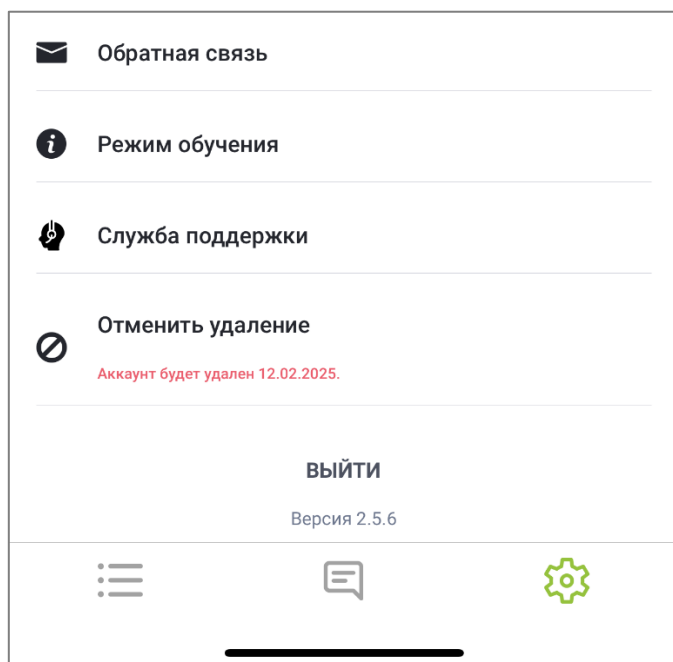 Обратная связь
Режим обучения
Служба поддержки
Отменить удаление
Аккаунт будет удален 12.02.2025.
ВЫЙТИ
Версия 2.5.6